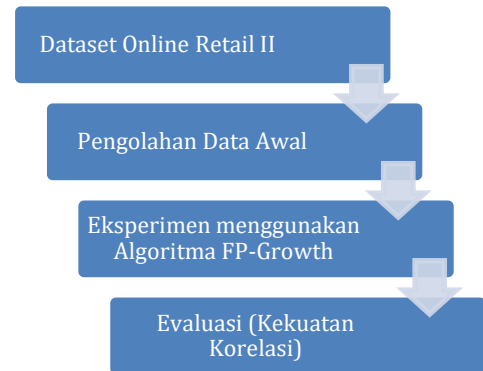 Dataset Online Retail II
Pengolahan Data Awal
Eksperimen menggunakan
Algoritma FP-Growth
Evaluasi (Kekuatan
Korelasi)